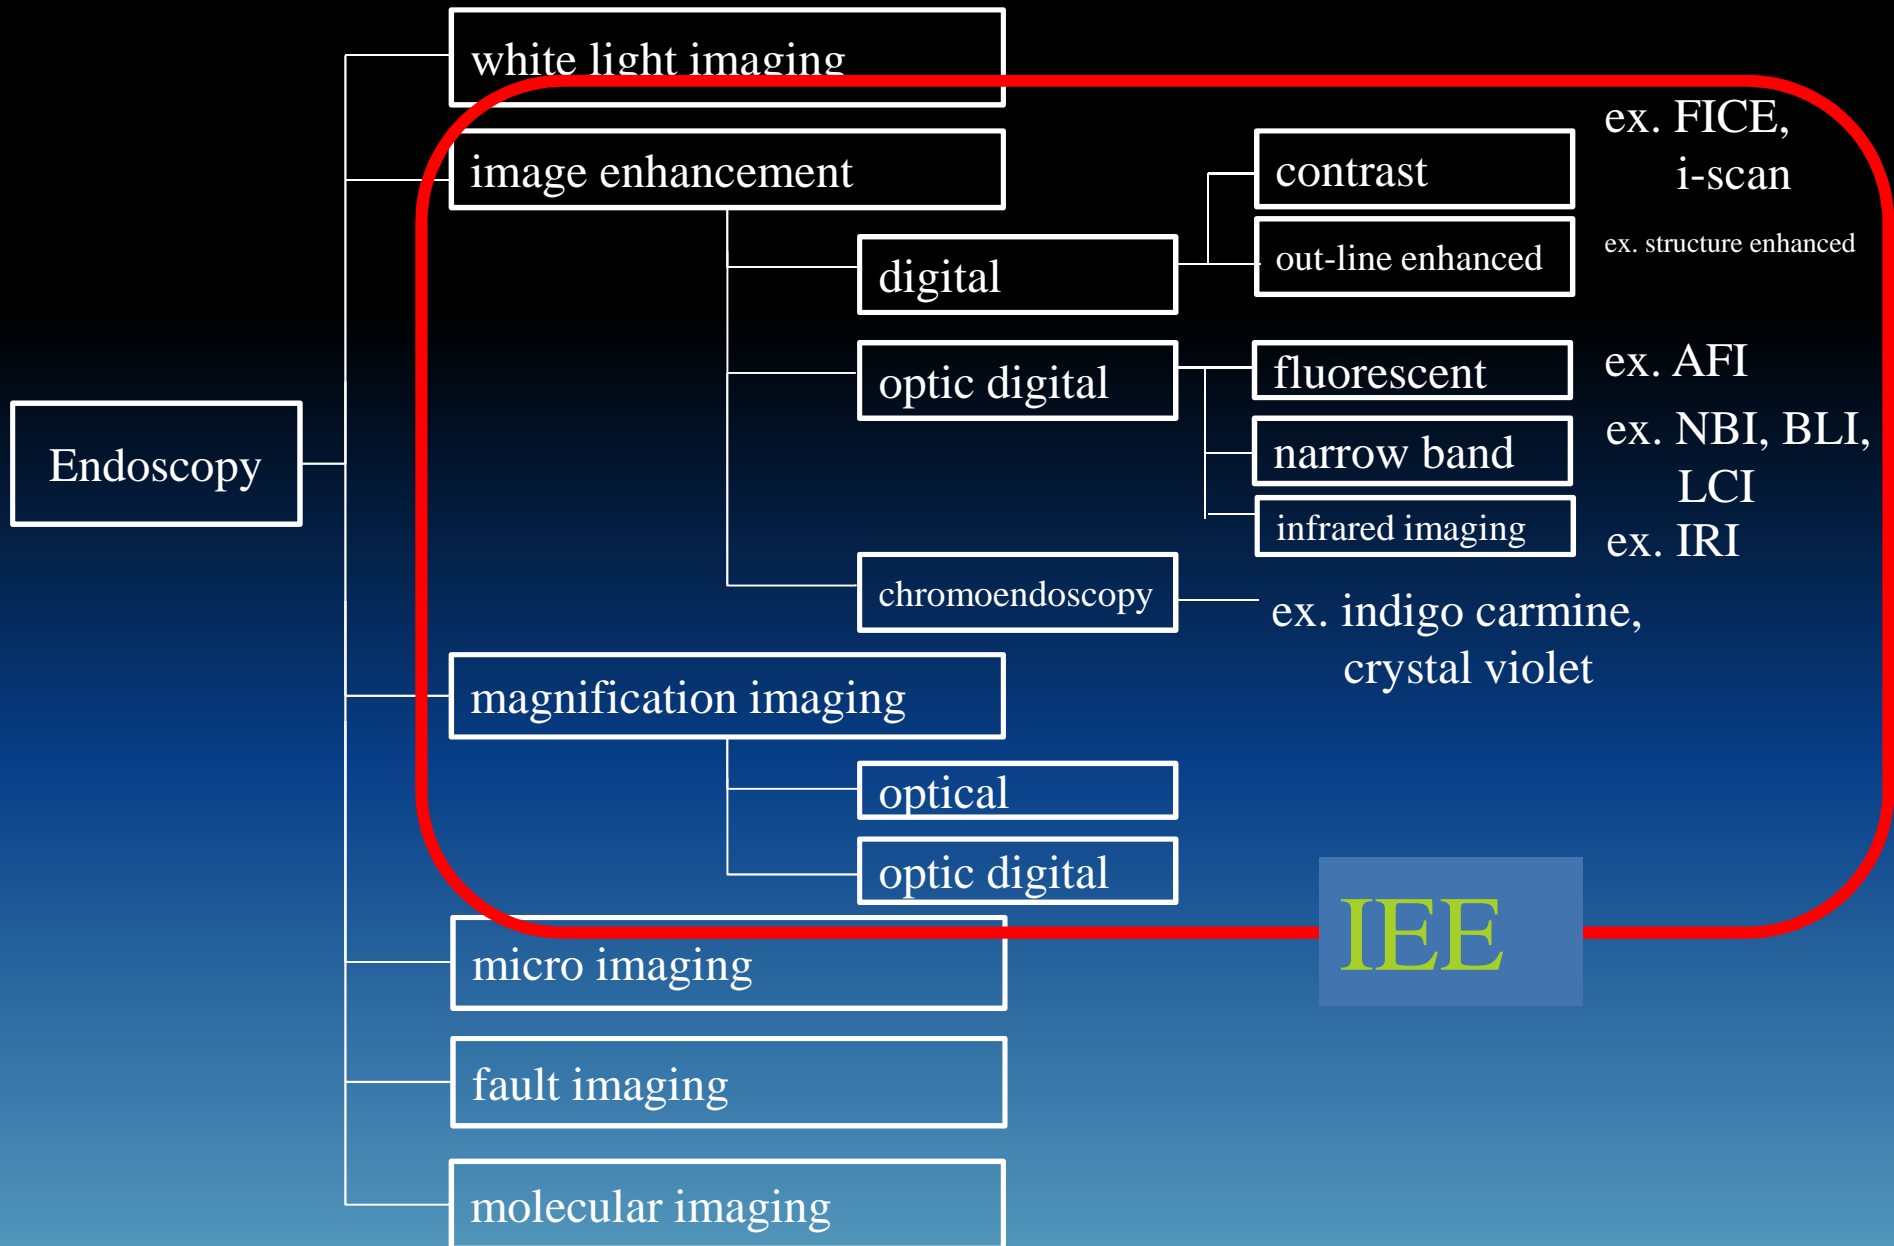 white light imaging
image enhancement
contrast
ex. FICE,
i-scan
digital
out-line enhanced
ex. structure enhanced
optic digital
fluorescent
ex. AFI
Endoscopy
narrow band
ex. NBI, BLI,
LCI
infrared imaging
ex. IRI
chromoendoscopy
ex. indigo carmine,
crystal violet
magnification imaging
optical
optic digital
IEE
micro imaging
fault imaging
molecular imaging